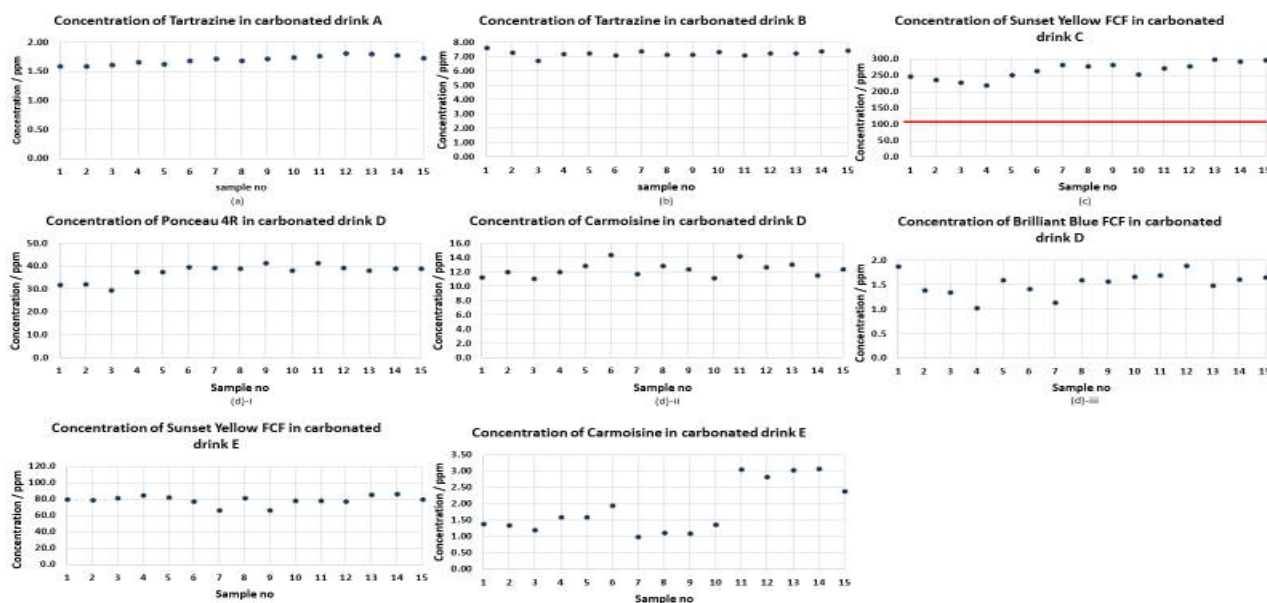 Concentration of Tartrazine in carbonated drink A
Concentration / ppm
2.00
1.50
1.00
0.50
0.00
1 2 3 4 5 6 7 8 9 10 11 12 13 14 15
sample no
(a)
Concentration of Tartrazine in carbonated drink B
Concentration / ppm
8.00
7.00
6.00
5.00
4.00
3.00
2.00
1.00
0.00
1 2 3 4 5 6 7 8 9 10 11 12 13 14 15
sample no
(b)
Concentration of Sunset Yellow FCF in carbonated
drink C
Concentration / ppm
300.0
250.0
200.0
150.0
100.0
50.0
0.0
1 2 3 4 5 6 7 8 9 10 11 12 13 14 15
Sample no
(c)
Concentration of Ponceau 4R in carbonated drink D
Concentration / ppm
50.0
40.0
30.0
20.0
10.0
0.0
1 2 3 4 5 6 7 8 9 10 11 12 13 14 15
Sample no
(d)-i
Concentration of Carmoisine in carbonated drink D
Concentration / ppm
16.0
14.0
12.0
10.0
8.0
6.0
4.0
2.0
0.0
1 2 3 4 5 6 7 8 9 10 11 12 13 14 15
Sample no
(d)-ii
Concentration of Brilliant Blue FCF in carbonated
drink D
Concentration / ppm
2.0
1.5
1.0
0.5
0.0
1 2 3 4 5 6 7 8 9 10 11 12 13 14 15
Sample no
(d)-iii
Concentration of Sunset Yellow FCF in carbonated
drink E
Concentration / ppm
120.0
100.0
80.0
60.0
40.0
20.0
0.0
1 2 3 4 5 6 7 8 9 10 11 12 13 14 15
Sample no
Concentration of Carmoisine in carbonated drink E
Concentration / ppm
3.50
3.00
2.50
2.00
1.50
1.00
0.50
0.00
1 2 3 4 5 6 7 8 9 10 11 12 13 14 15
Sample no